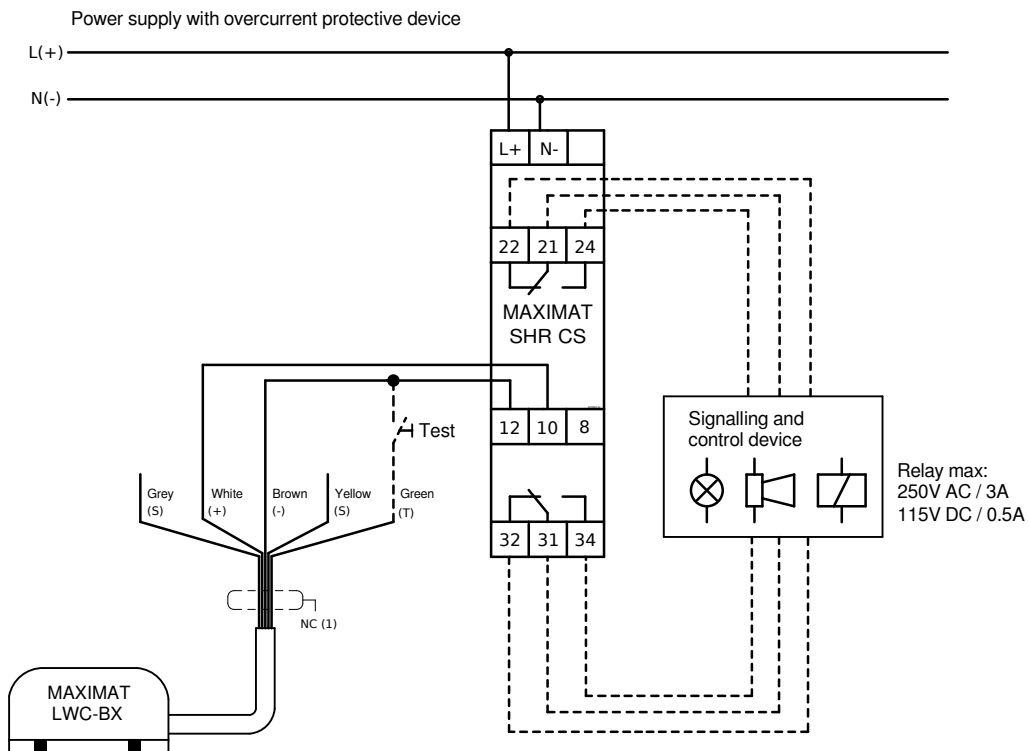 Power supply with overcurrent protective device
L(+)
N(-)
L+ N-
22 21 24
MAXIMAT
SHR CS
12 10 8
Test
Signalling and
control device
Relay max:
250V AC / 3A
115V DC / 0.5A
Grey
(S)
White
(+)
Brown
(-)
Yellow
(S)
Green
(T)
32 31 34
NC (1)
MAXIMAT
LWC-BX